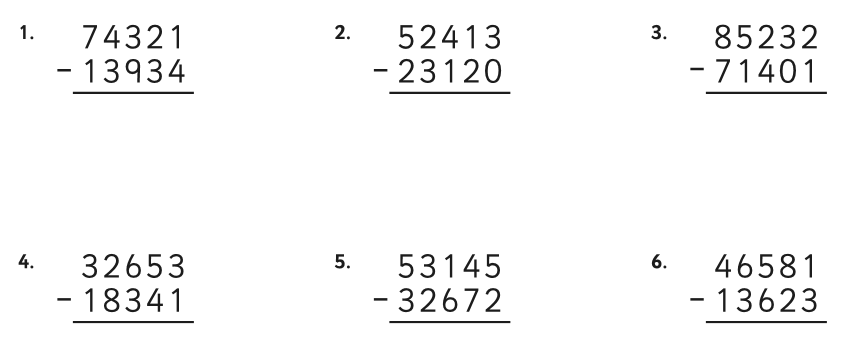 1. 74321 2. 52413 3. 85232
- 13934 - 23120 - 71401
4. 32653 5. 53145 6. 46581
- 18341 - 32672 - 13623